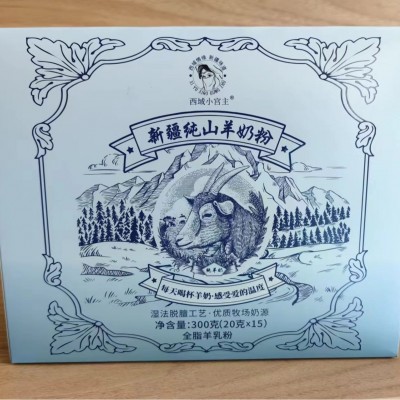 西域小宫主®
新疆纯山羊奶粉
每天喝杯羊奶·感受爱的温度
湿法脱膻工艺·优质牧场奶源
净含量:300克(20克×15)
全脂羊乳粉